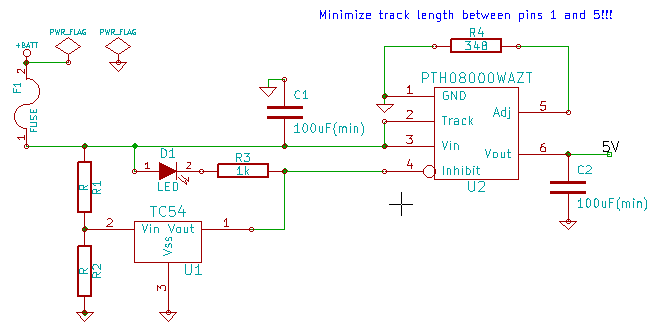 Minimize track length between pins 1 and 5!!!
PWR_FLAG PWR_FLAG
+BATT
R4
348
2
F1
FUSE
1
PTH08000WAZT
1 GND
2 Track
3 Vin
4 Inhibit
Adj 5
Vout 6
U2
5V
C1
100uF(min)
C2
100uF(min)
D1
1 2
LED
R3
1k
R
R1
TC54
2 Vin Vout 1
Vss
3
U1
R
R2